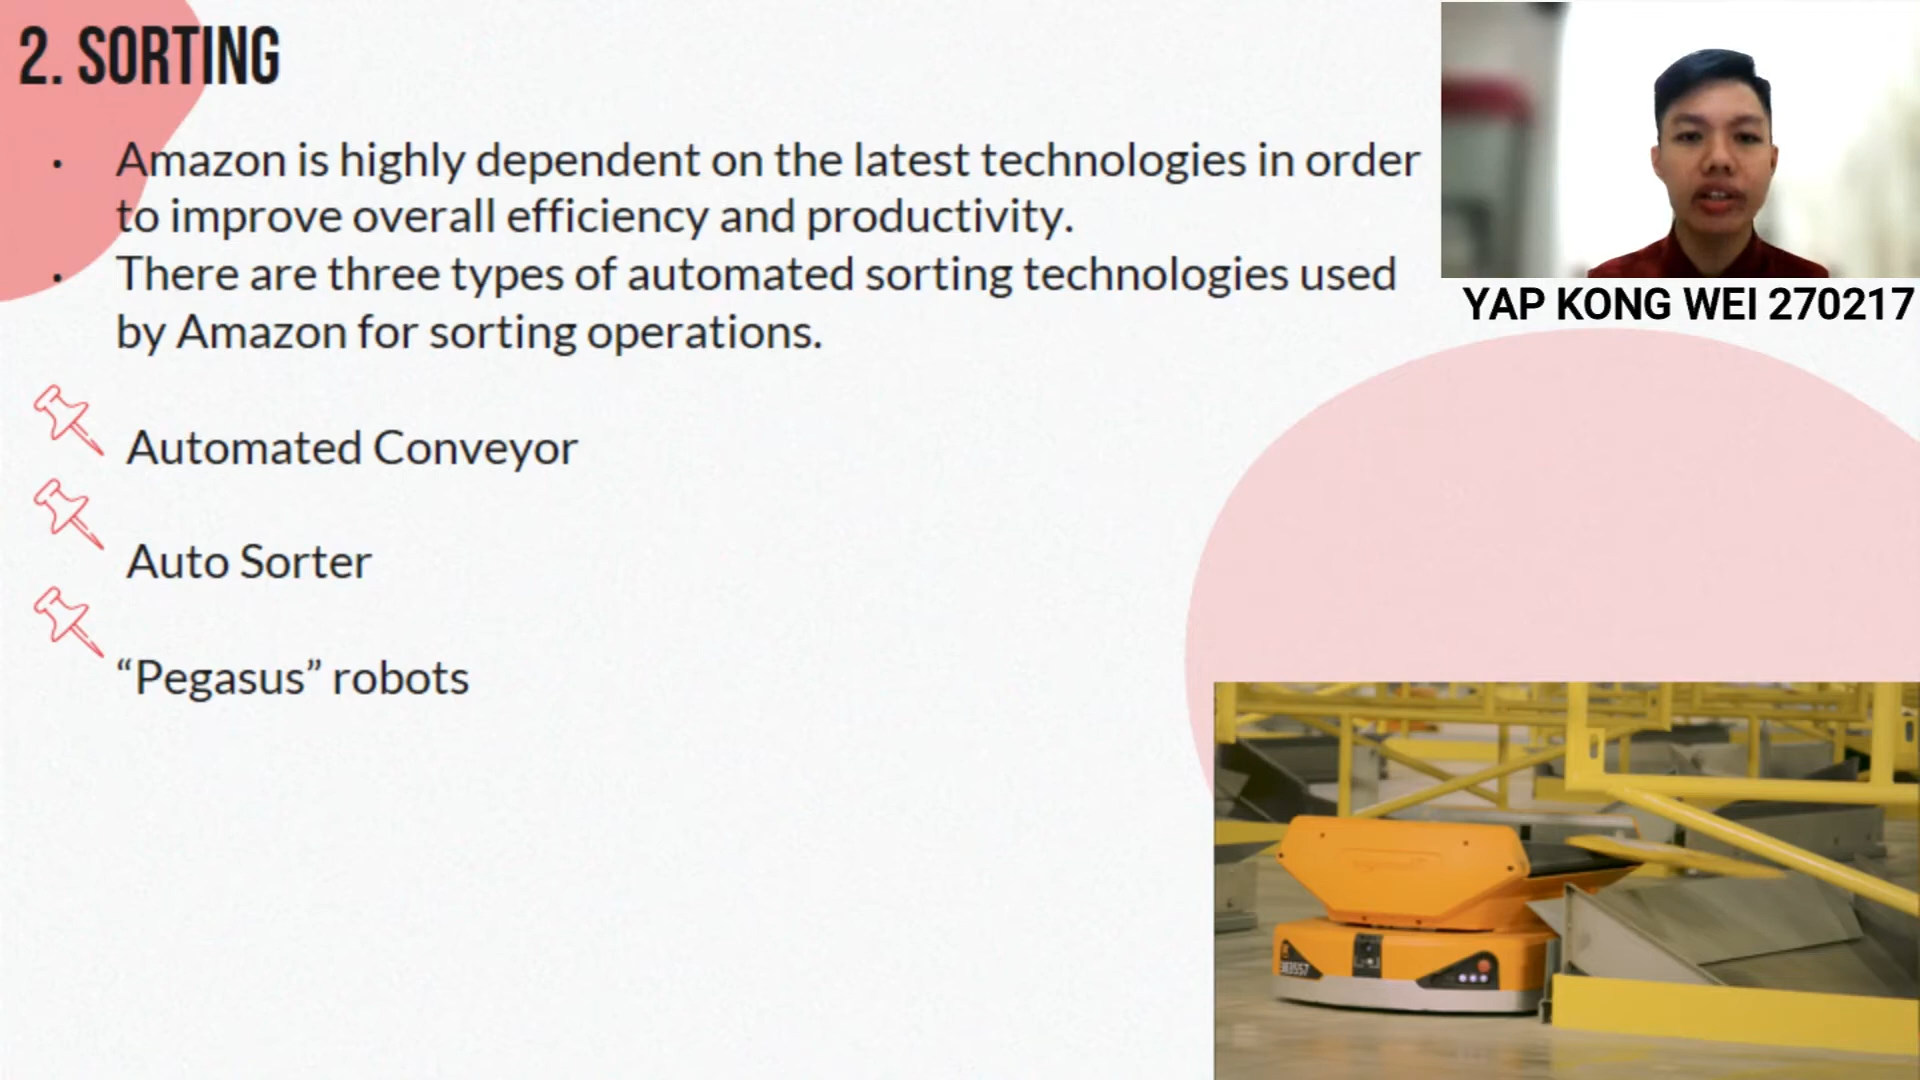 2. SORTING
• Amazon is highly dependent on the latest technologies in order
to improve overall efficiency and productivity.
• There are three types of automated sorting technologies used
by Amazon for sorting operations.
Automated Conveyor
Auto Sorter
“Pegasus” robots
YAP KONG WEI 270217